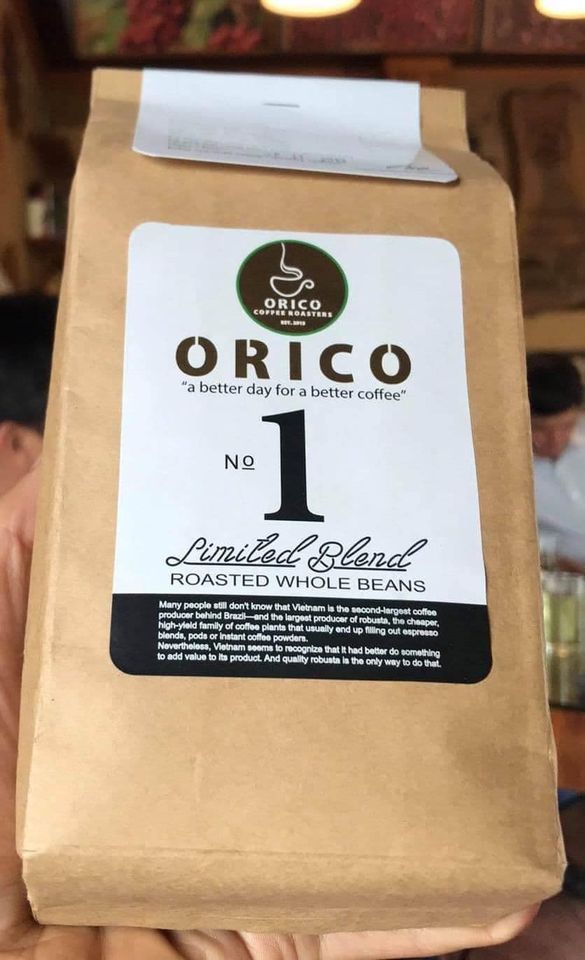 ORICO
COFFEE ROASTERS
EST. 2012
ORICO
"a better day for a better coffee"
Nº 1
Limited Blend
ROASTED WHOLE BEANS
Many people still don't know that Vietnam is the second-largest coffee
producer behind Brazil—and the largest producer of robusta, the cheaper,
high-yield family of coffee plants that usually end up filling out espresso
blends, pods or instant coffee powders.
Nevertheless, Vietnam seems to recognize that it had better do something
to add value to its product. And quality robusta is the only way to do that.